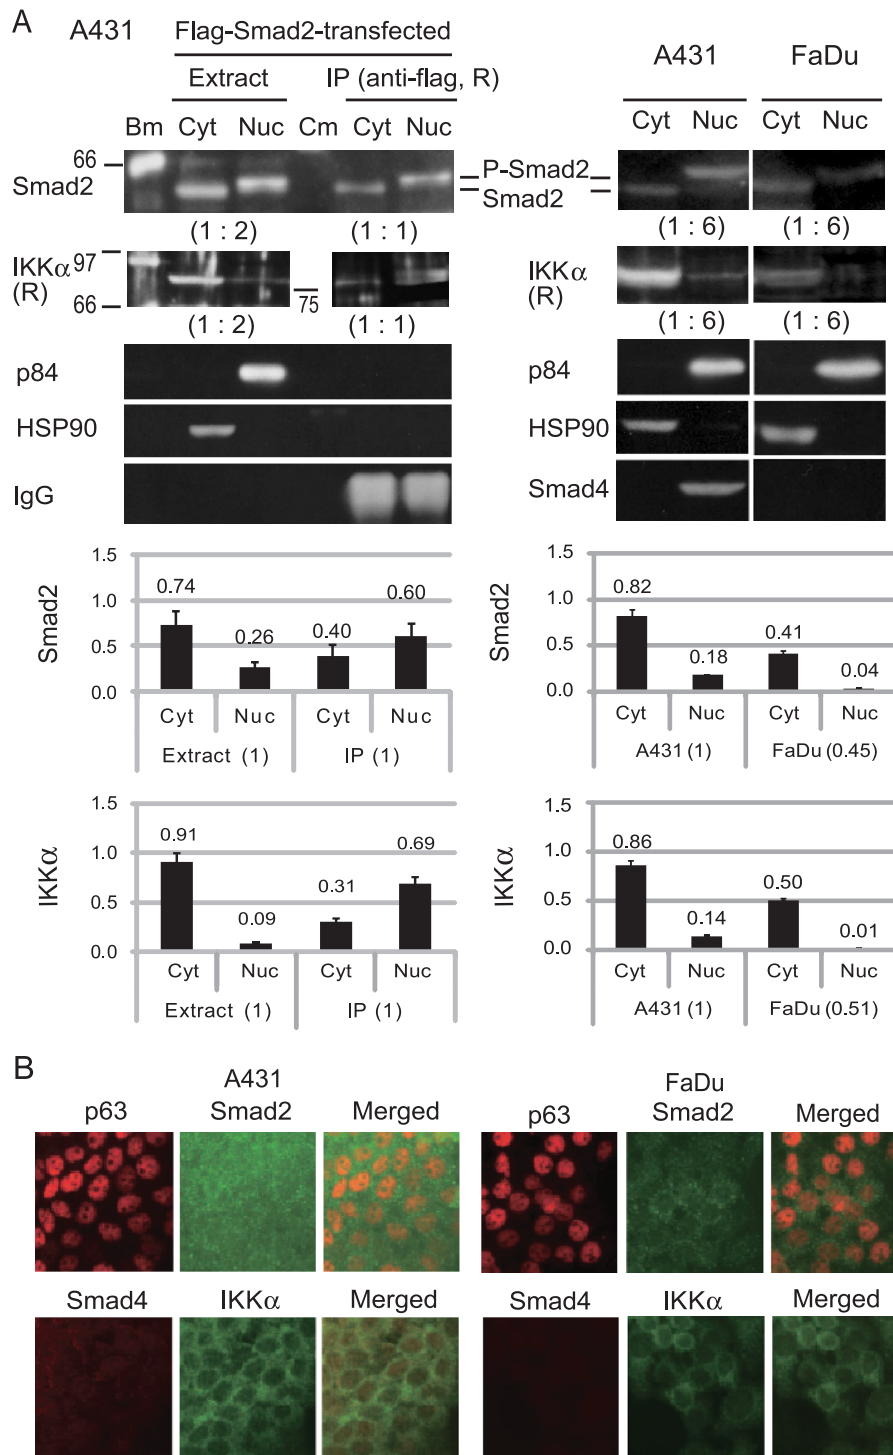 A
A431
Flag-Smad2-transfected
Extract
IP (anti-flag, R)
Bm Cyt Nuc Cm Cyt Nuc
66
Smad2
(1 : 2) (1 : 1)
IKKα 97
(R)
66
75
(1 : 2) (1 : 1)
p84
HSP90
IgG
A431 FaDu
Cyt Nuc Cyt Nuc
P-Smad2
Smad2
(1 : 6) (1 : 6)
IKKα
(R)
(1 : 6) (1 : 6)
p84
HSP90
Smad4
Smad2
1.5
1.0
0.5
0.0
0.74 0.26 0.40 0.60
Cyt Nuc Cyt Nuc
Extract (1) IP (1)
Smad2
1.5
1.0
0.5
0.0
0.82 0.18 0.41 0.04
Cyt Nuc Cyt Nuc
A431 (1) FaDu (0.45)
IKKα
1.5
1.0
0.5
0.0
0.91 0.09 0.31 0.69
Cyt Nuc Cyt Nuc
Extract (1) IP (1)
IKKα
1.5
1.0
0.5
0.0
0.86 0.14 0.50 0.01
Cyt Nuc Cyt Nuc
A431 (1) FaDu (0.51)
B
A431
p63 Smad2 Merged
Smad4 IKKα Merged
FaDu
p63 Smad2 Merged
Smad4 IKKα Merged